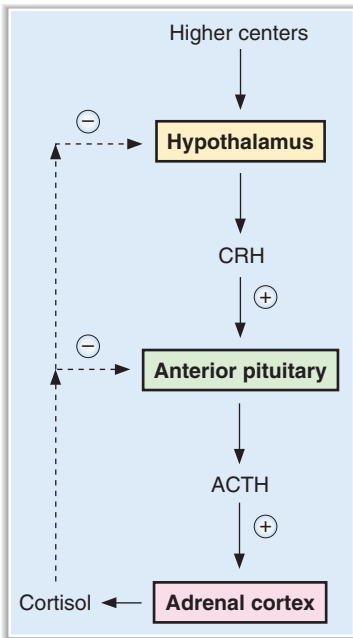 Higher centers
−
Hypothalamus
CRH
+
−
Anterior pituitary
ACTH
+
Cortisol
Adrenal cortex